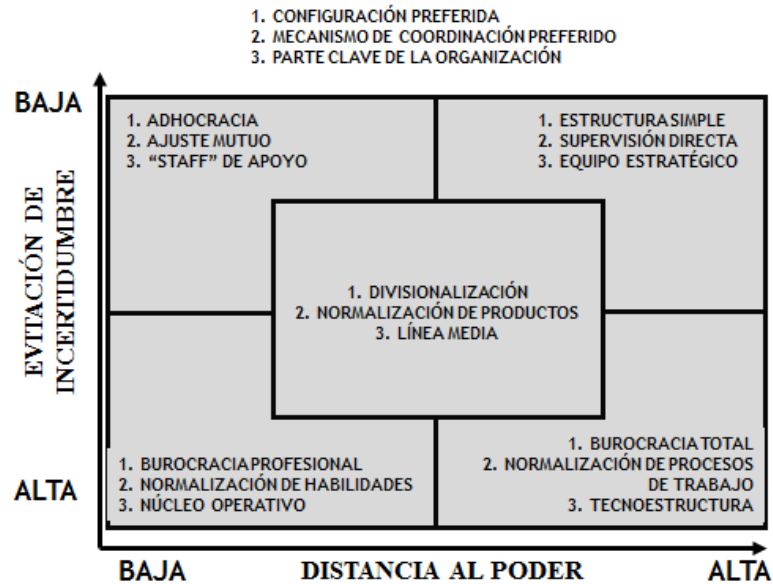 1. CONFIGURACIÓN PREFERIDA
2. MECANISMO DE COORDINACIÓN PREFERIDO
3. PARTE CLAVE DE LA ORGANIZACIÓN
BAJA
EVITACIÓN DE
INCERTIDUMBRE
ALTA
1. ADHOCRACIA
2. AJUSTE MUTUO
3. “STAFF” DE APOYO
1. ESTRUCTURA SIMPLE
2. SUPERVISIÓN DIRECTA
3. EQUIPO ESTRATÉGICO
1. DIVISIONALIZACIÓN
2. NORMALIZACIÓN DE PRODUCTOS
3. LÍNEA MEDIA
1. BUROCRACIA PROFESIONAL
2. NORMALIZACIÓN DE HABILIDADES
3. NÚCLEO OPERATIVO
1. BUROCRACIA TOTAL
2. NORMALIZACIÓN DE PROCESOS
DE TRABAJO
3. TECNOESTRUCTURA
BAJA
DISTANCIA AL PODER
ALTA